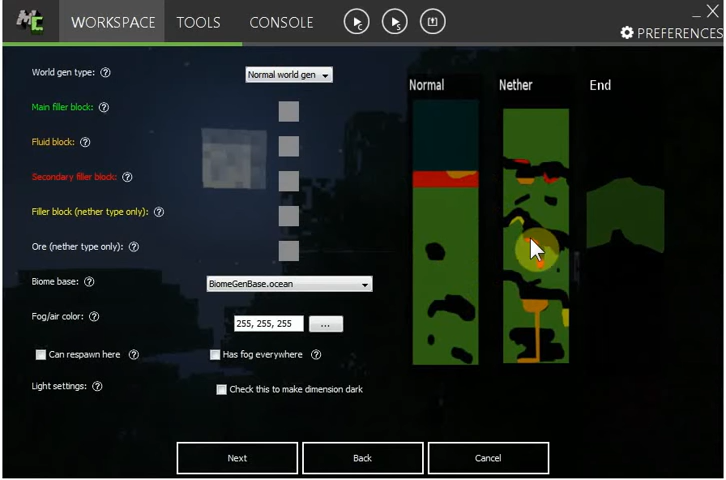 WORKSPACE TOOLS CONSOLE
PREFERENCES
World gen type: ? Normal world gen
Main filler block: ?
Fluid block: ?
Secondary filler block: ?
Filler block (nether type only): ?
Ore (nether type only): ?
Biome base: ? BiomeGenBase.ocean
Fog/air color: ? 255, 255, 255 ...
Can respawn here ? Has fog everywhere ?
Light settings: ? Check this to make dimension dark
Normal Nether End
Next Back Cancel